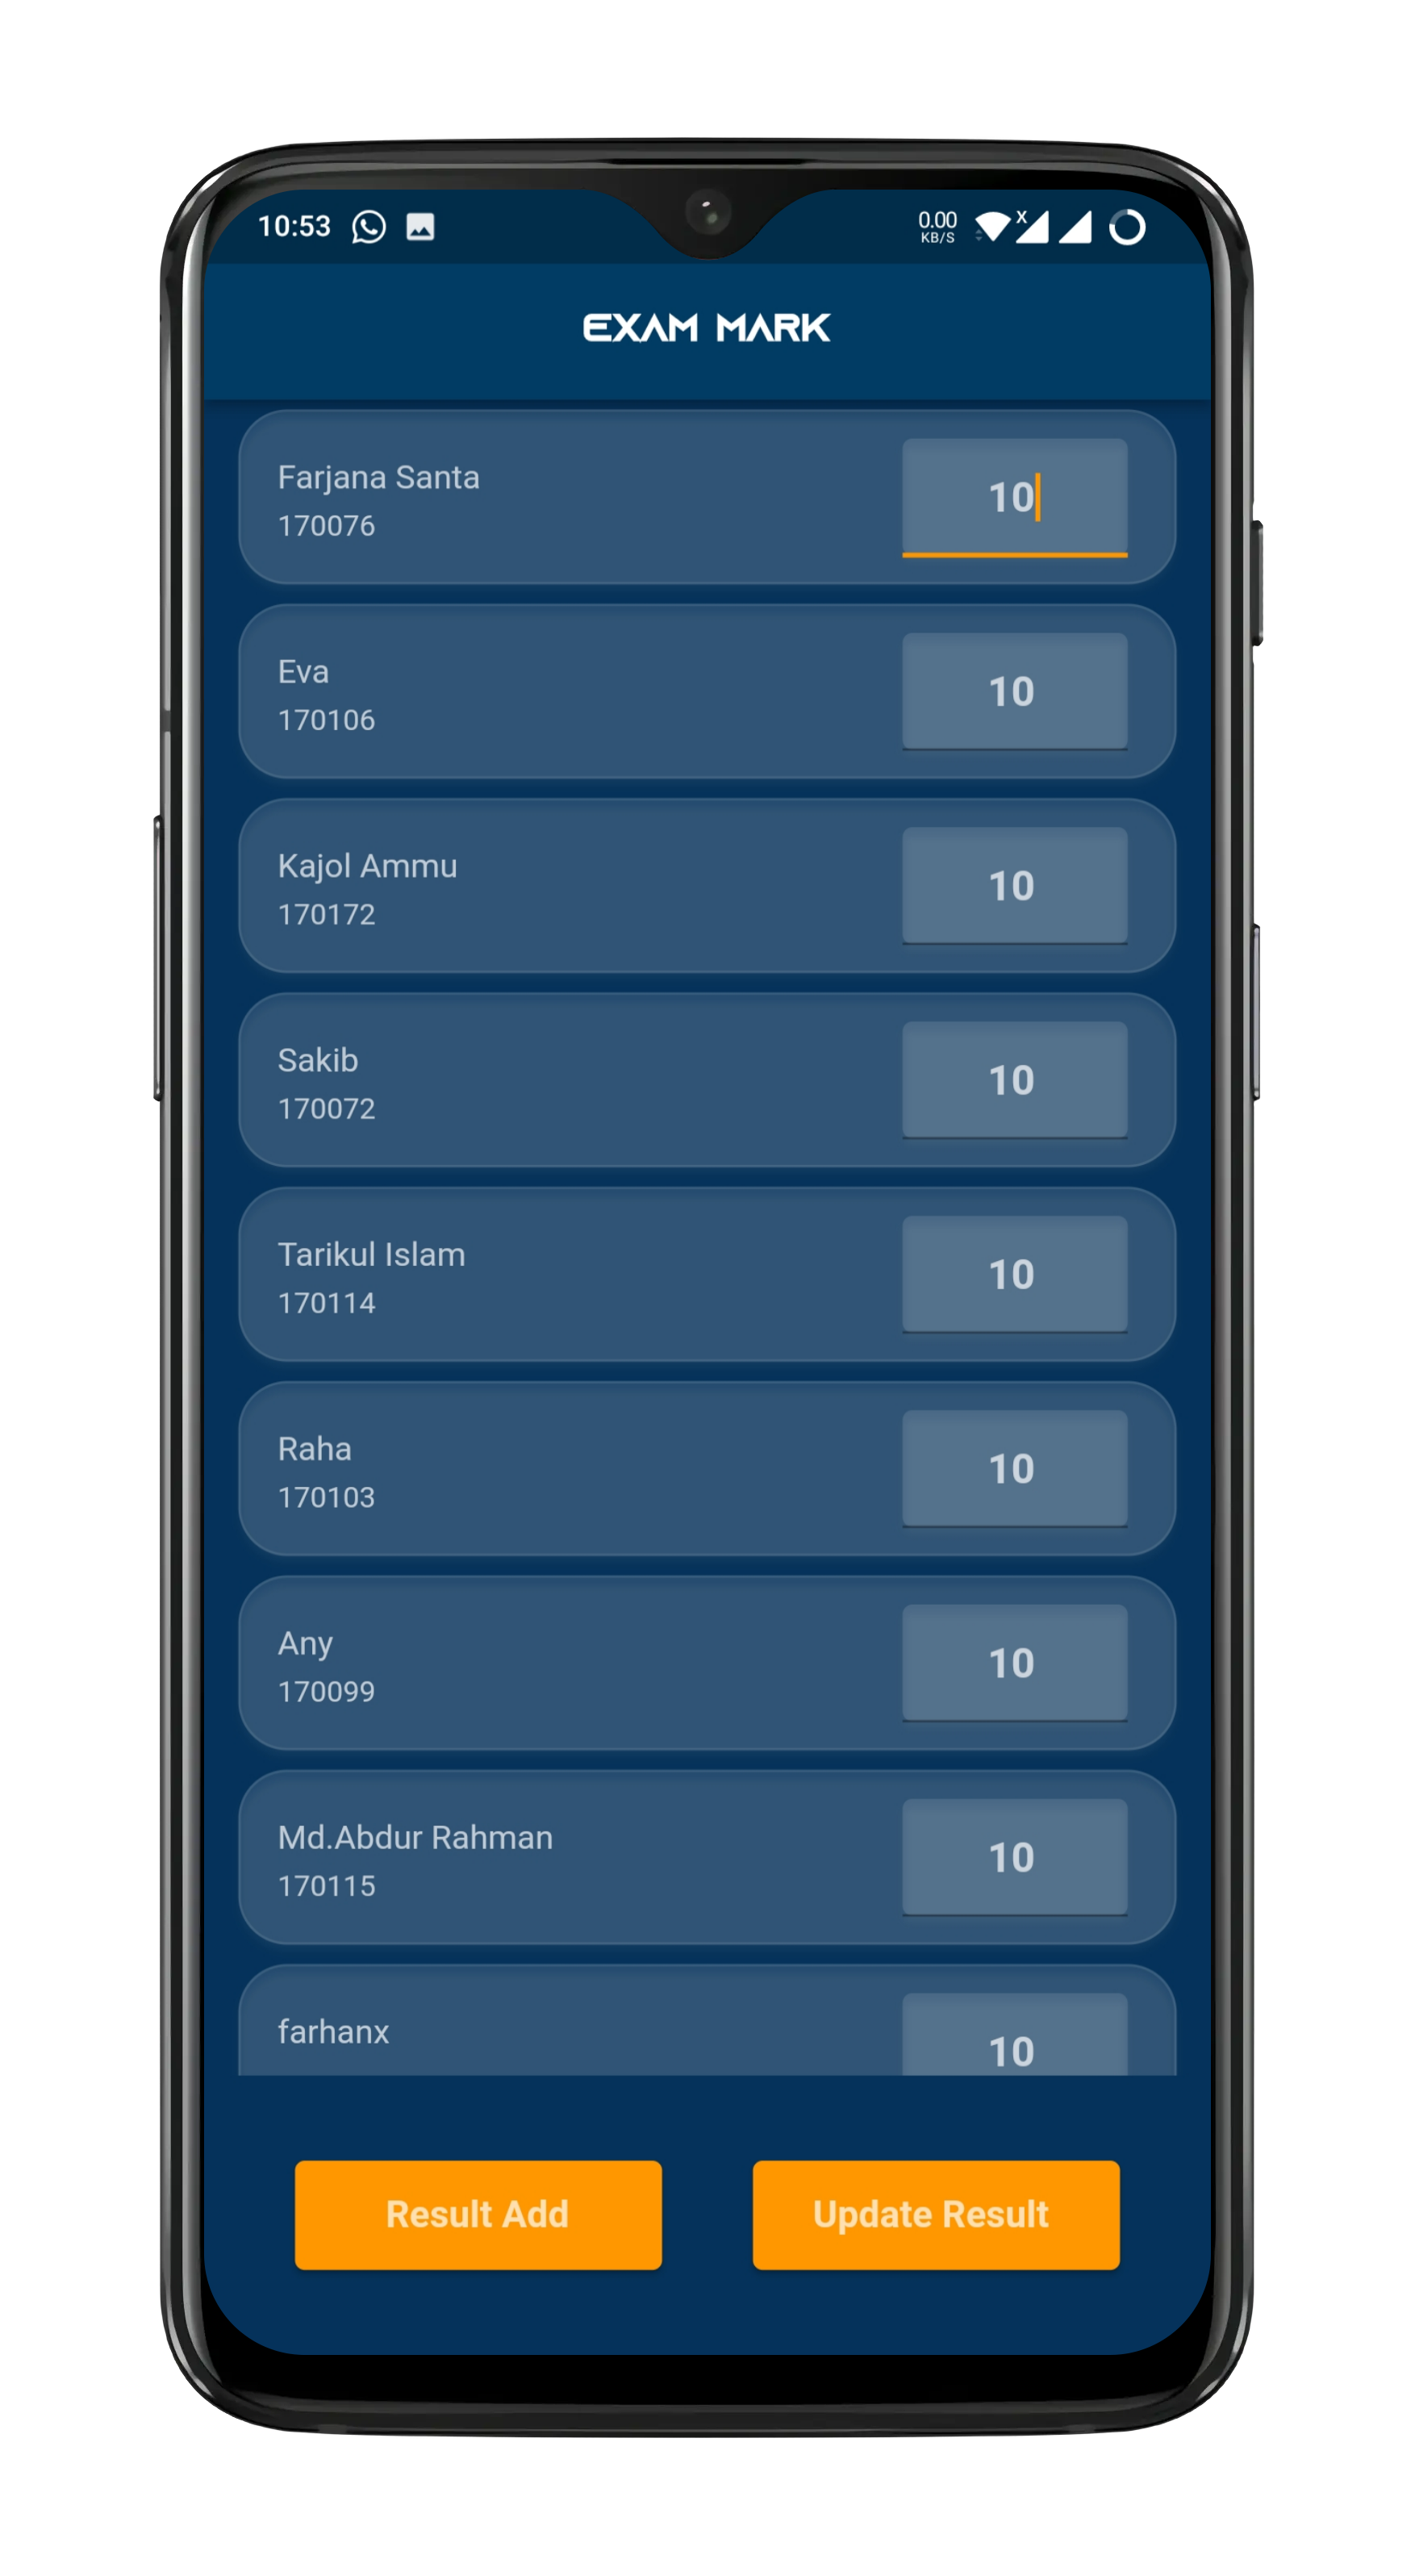 10:53
0.00
KB/S
X
EXAM MARK
Farjana Santa
170076
10
Eva
170106
10
Kajol Ammu
170172
10
Sakib
170072
10
Tarikul Islam
170114
10
Raha
170103
10
Any
170099
10
Md.Abdur Rahman
170115
10
farhanx
10
Result Add
Update Result